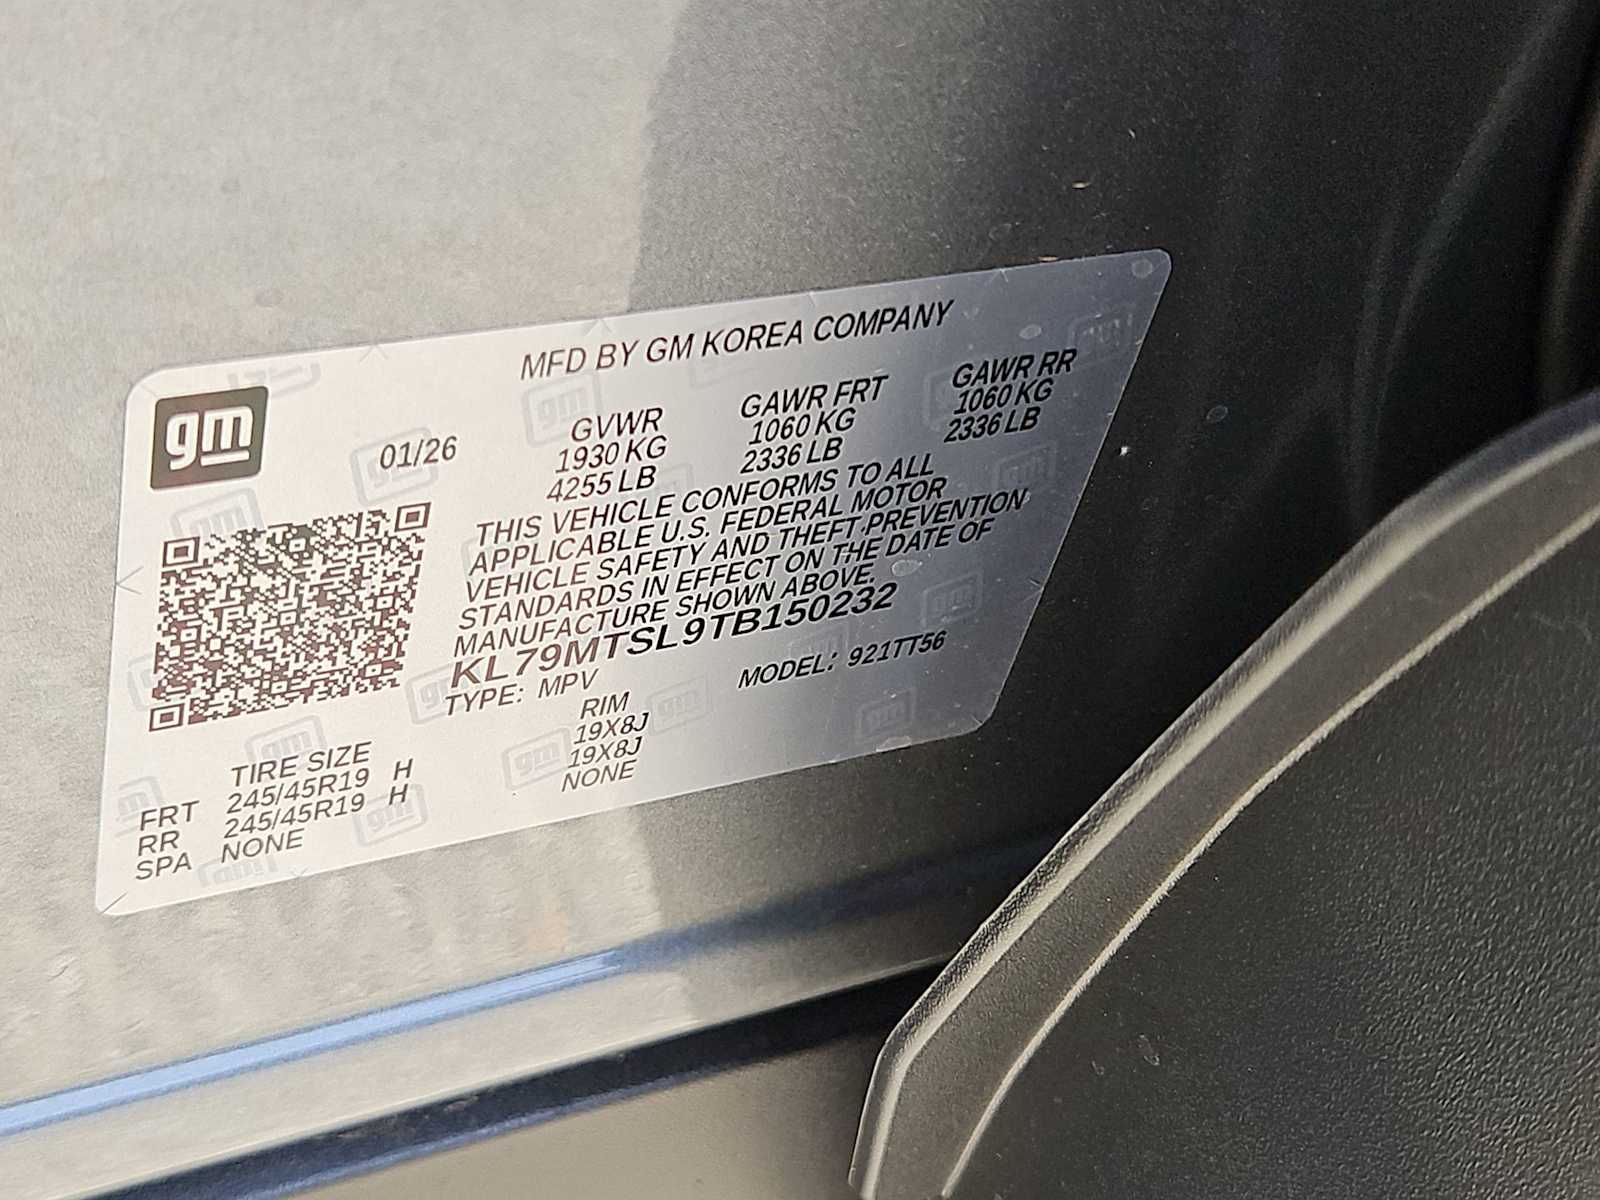 MFD BY GM KOREA COMPANY
gm
01/26
GVWR
1930 KG
4255 LB
GAWR FRT
1060 KG
2336 LB
GAWR RR
1060 KG
2336 LB
THIS VEHICLE CONFORMS TO ALL
APPLICABLE U.S. FEDERAL MOTOR
VEHICLE SAFETY AND THEFT PREVENTION
STANDARDS IN EFFECT ON THE DATE OF
MANUFACTURE SHOWN ABOVE.
KL79MTSL9TB150232
TYPE: MPV
MODEL: 921TT56
TIRE SIZE
RIM
FRT 245/45R19 H 19X8J
RR 245/45R19 H 19X8J
SPA NONE NONE